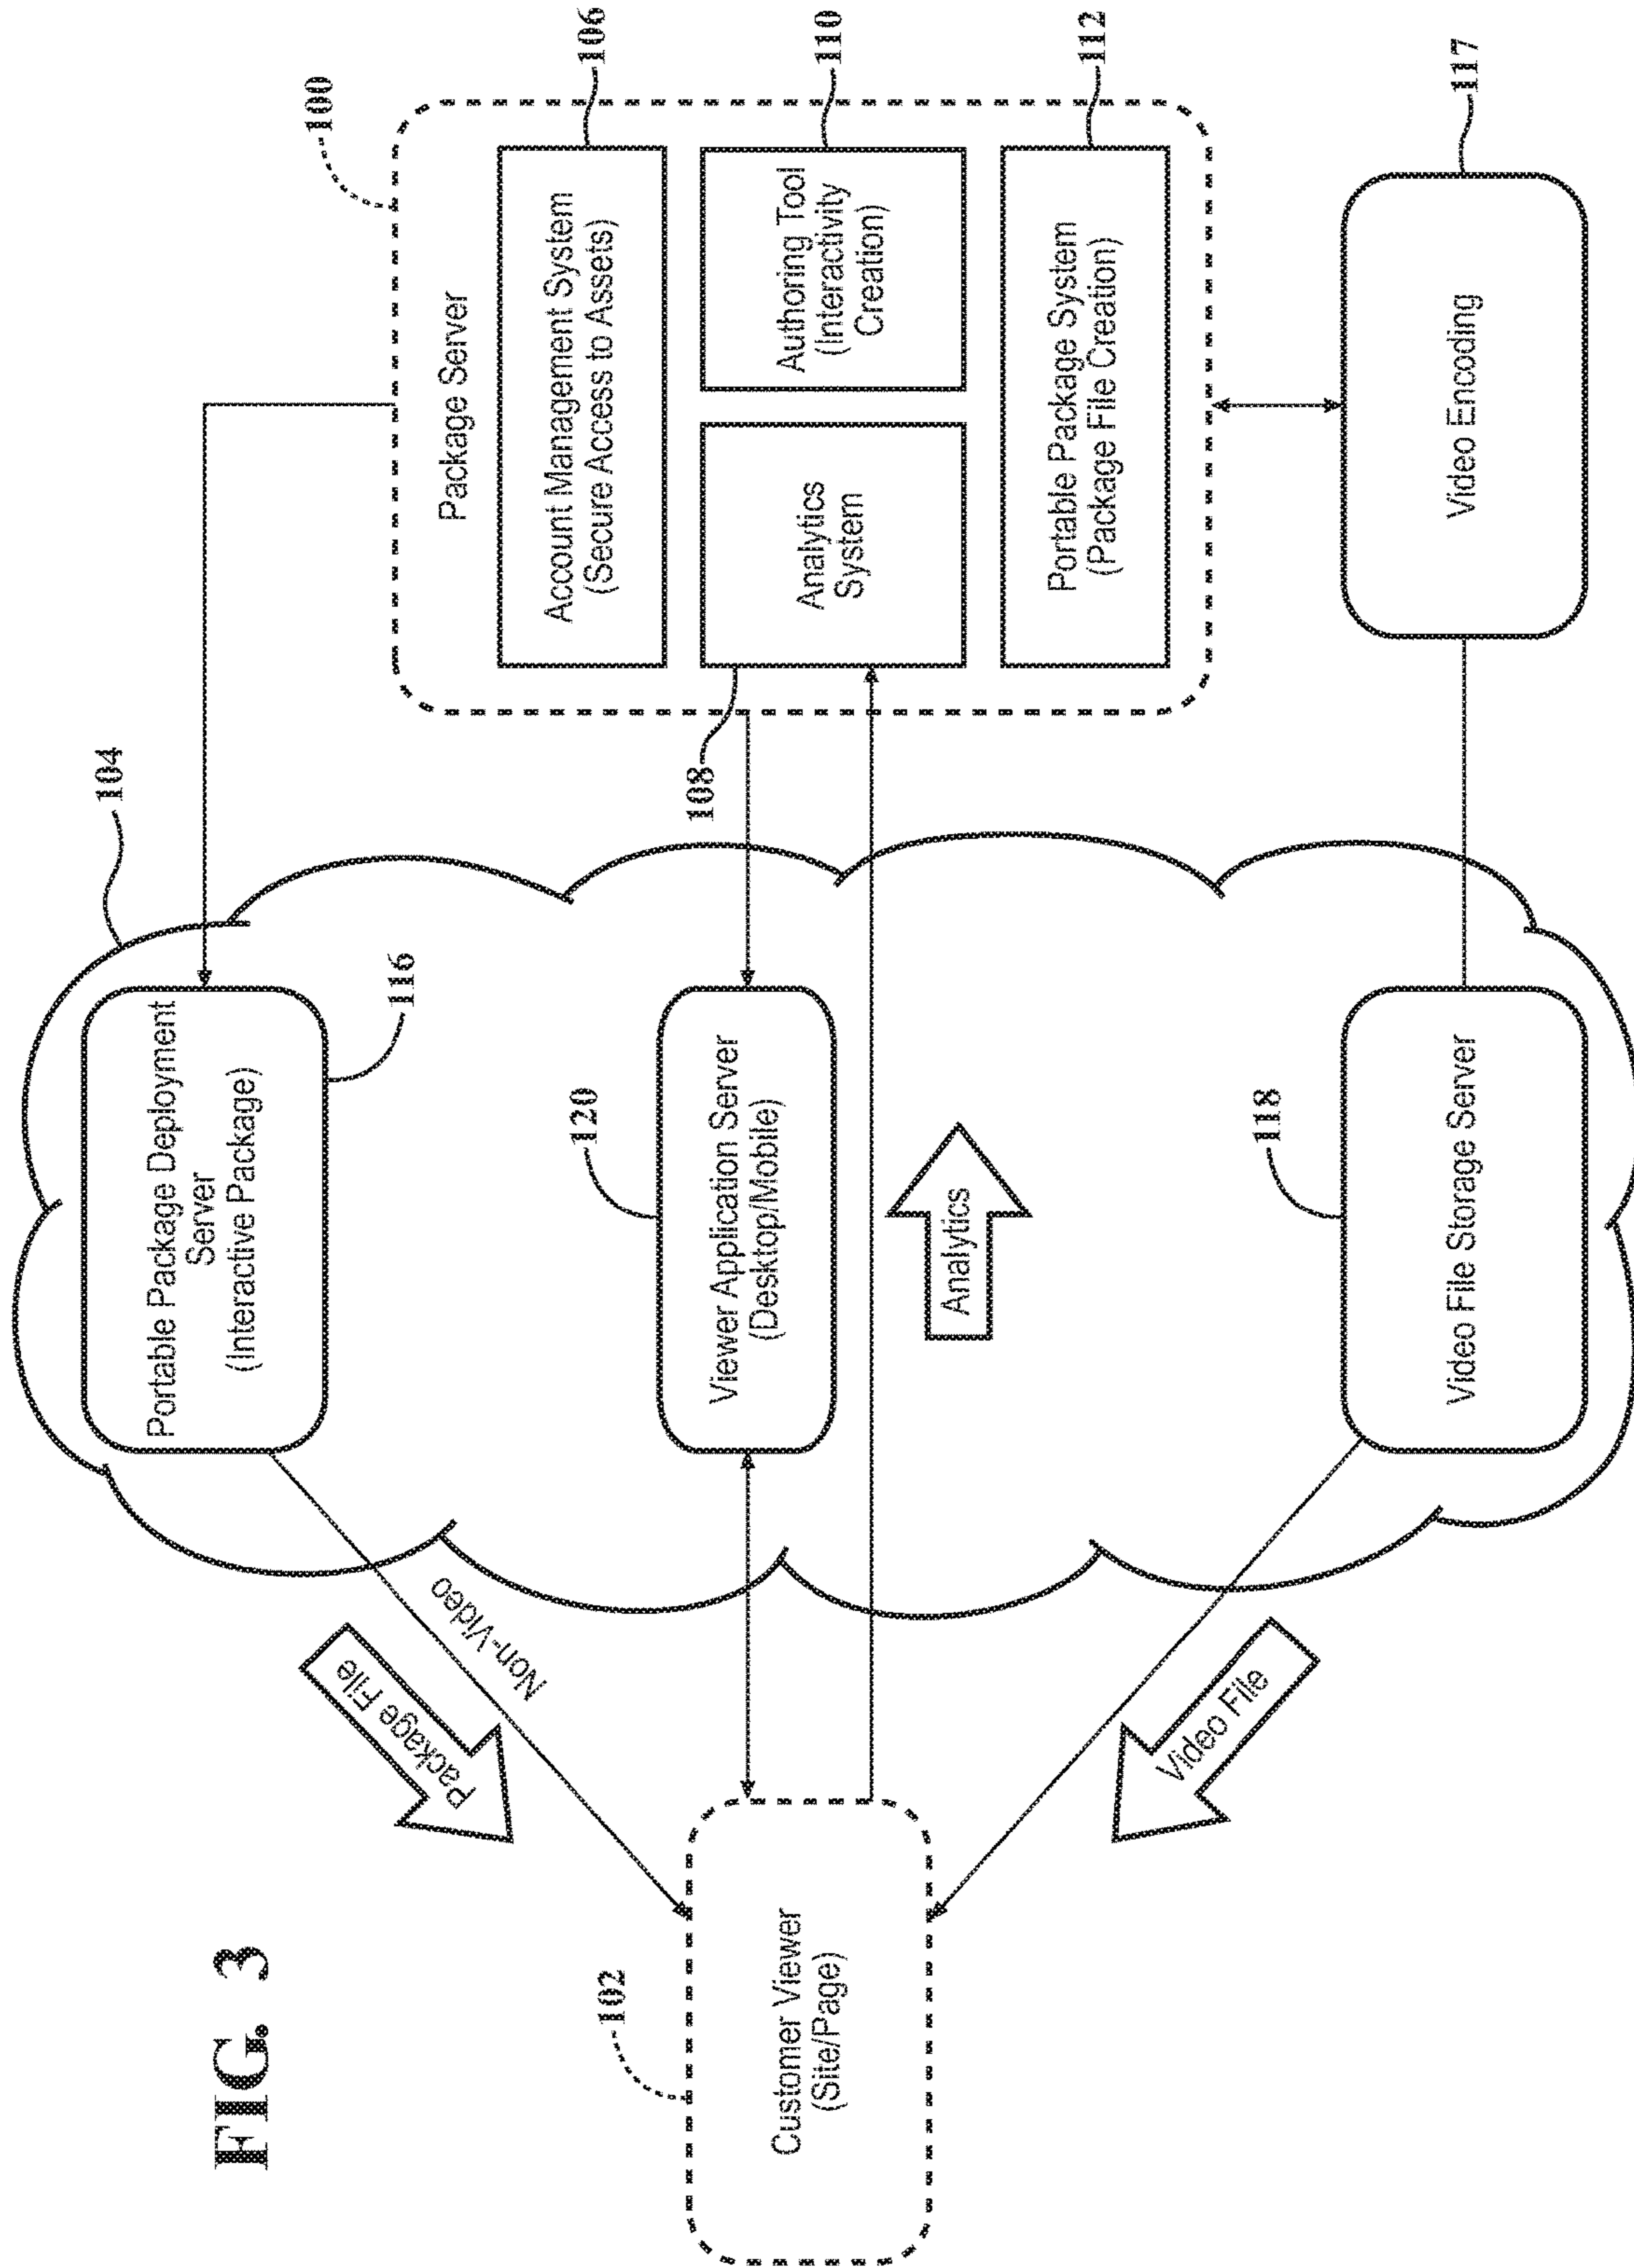 FIG. 3
100
Package Server
106
Account Management System
(Secure Access to Assets)
108
Analytics
System
110
Authoring Tool
(Interactivity
Creation)
112
Portable Package System
(Package File Creation)
117
Video Encoding
104
Portable Package Deployment
Server
(Interactive Package)
116
120
Viewer Application Server
(Desktop/Mobile)
Analytics
118
Video File Storage Server
Package File
Non-Video
Video File
102
Customer Viewer
(Site/Page)